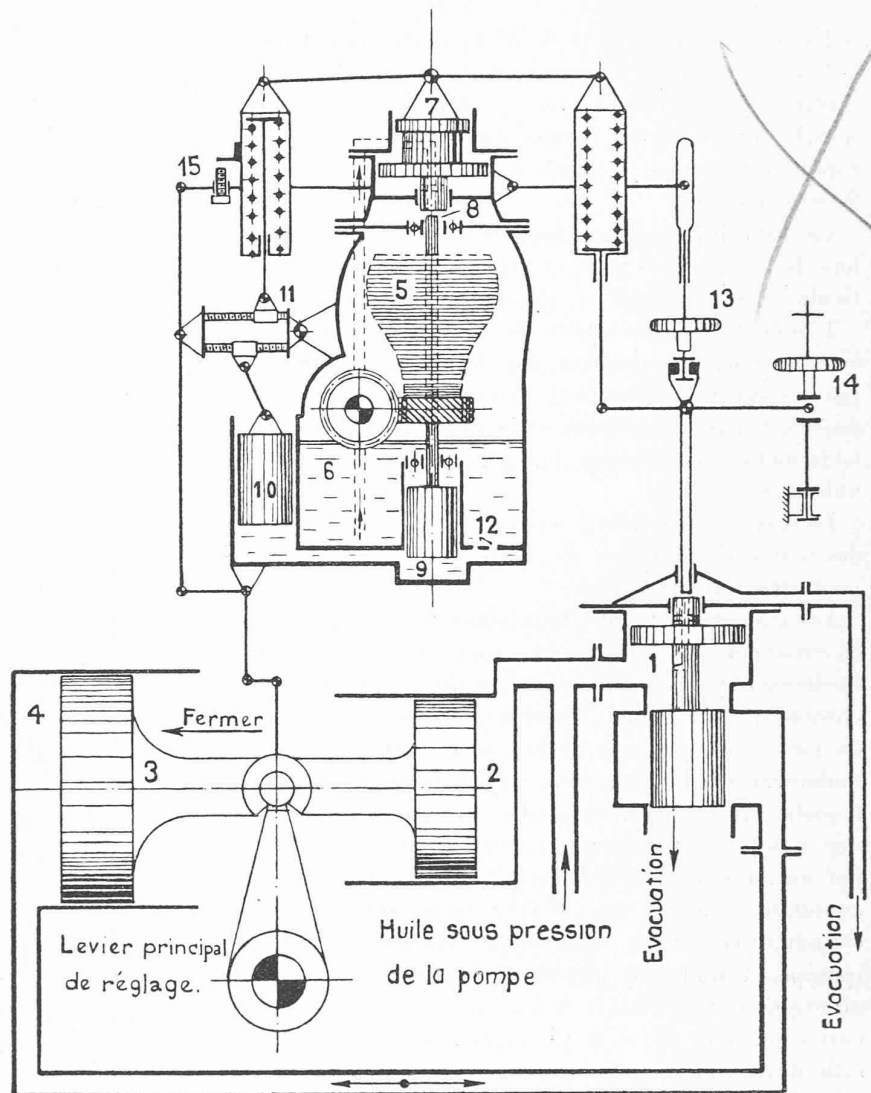 7
15
8
5
11
13
14
6
10
12
9
1
4
Fermer
3
2
Levier principal
de réglage.
Huile sous pression
de la pompe
Evacuation
Evacuation